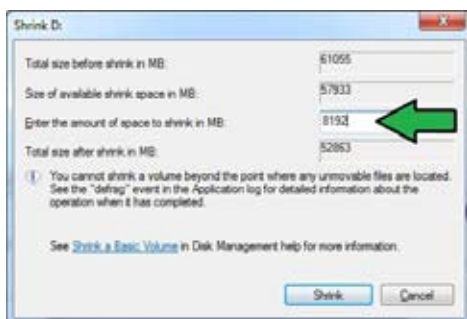 Shrink D:
Total size before shrink in MB: 61055
Size of available shrink space in MB: 57933
Enter the amount of space to shrink in MB: 8192
Total size after shrink in MB: 52863
You cannot shrink a volume beyond the point where any unmovable files are located.
See the "defrag" event in the Application log for detailed information about the
operation when it has completed.
See Shrink a Basic Volume in Disk Management help for more information.
Shrink Cancel